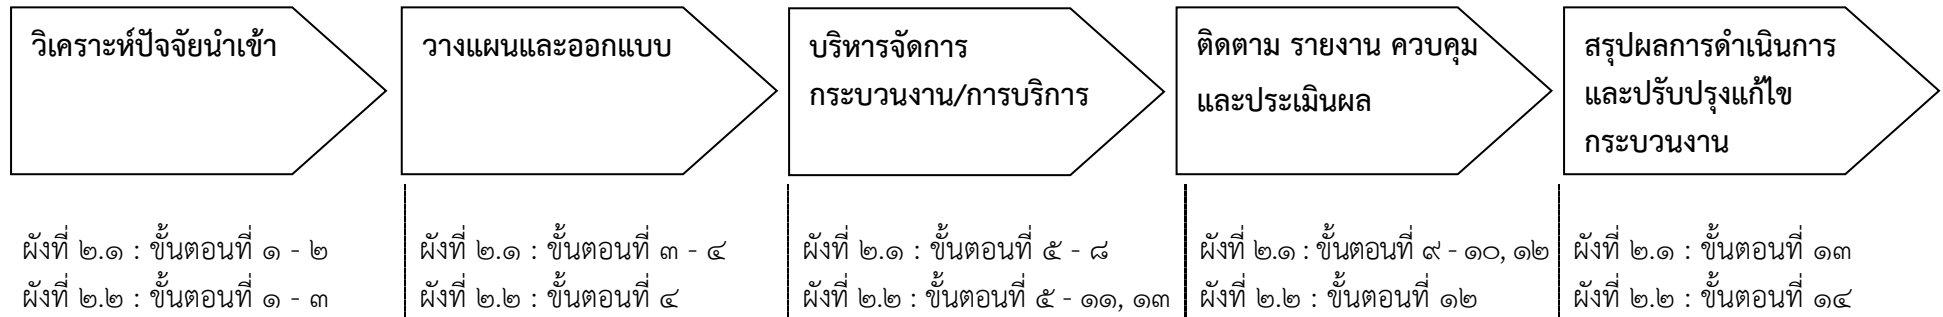 วิเคราะห์ปัจจัยนำเข้า
วางแผนและออกแบบ
บริหารจัดการ
กระบวนงาน/การบริการ
ติดตาม รายงาน ควบคุม
และประเมินผล
สรุปผลการดำเนินการ
และปรับปรุงแก้ไข
กระบวนงาน
ผังที่ ๒.๑ : ขั้นตอนที่ ๑ - ๒
ผังที่ ๒.๒ : ขั้นตอนที่ ๑ - ๓
ผังที่ ๒.๑ : ขั้นตอนที่ ๓ - ๔
ผังที่ ๒.๒ : ขั้นตอนที่ ๔
ผังที่ ๒.๑ : ขั้นตอนที่ ๕ - ๘
ผังที่ ๒.๒ : ขั้นตอนที่ ๕ - ๑๑, ๑๓
ผังที่ ๒.๑ : ขั้นตอนที่ ๙ - ๑๐, ๑๒
ผังที่ ๒.๒ : ขั้นตอนที่ ๑๒
ผังที่ ๒.๑ : ขั้นตอนที่ ๑๓
ผังที่ ๒.๒ : ขั้นตอนที่ ๑๔